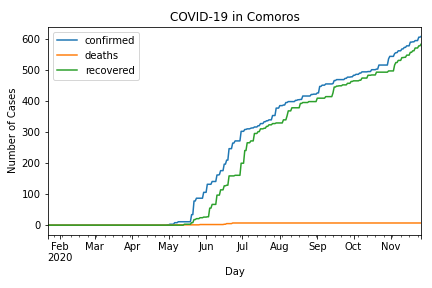 COVID-19 in Comoros
confirmed
deaths
recovered
Number of Cases
600
500
400
300
200
100
0
Feb Mar Apr May Jun Jul Aug Sep Oct Nov
2020
Day